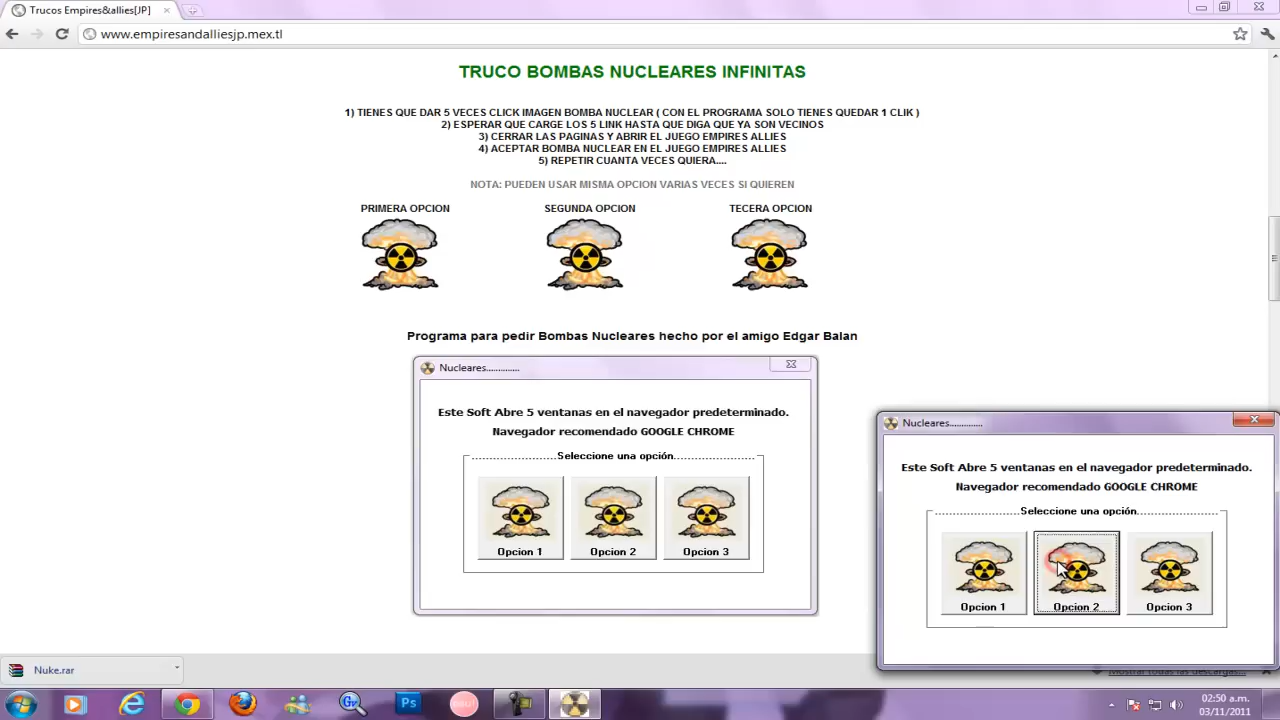 Trucos Empires&allies[JP]
www.empiresandalliesjp.mex.tl
TRUCO BOMBAS NUCLEARES INFINITAS
1) TIENES QUE DAR 5 VECES CLICK IMAGEN BOMBA NUCLEAR ( CON EL PROGRAMA SOLO TIENES QUEDAR 1 CLIK )
2) ESPERAR QUE CARGE LOS 5 LINK HASTA QUE DIGA QUE YA SON VECINOS
3) CERRAR LAS PAGINAS Y ABRIR EL JUEGO EMPIRES ALLIES
4) ACEPTAR BOMBA NUCLEAR EN EL JUEGO EMPIRES ALLIES
5) REPETIR CUANTA VECES QUIERA....
NOTA: PUEDEN USAR MISMA OPCION VARIAS VECES SI QUIEREN
PRIMERA OPCION SEGUNDA OPCION TECERA OPCION
Programa para pedir Bombas Nucleares hecho por el amigo Edgar Balan
Nucleares.............
Este Soft Abre 5 ventanas en el navegador predeterminado.
Navegador recomendado GOOGLE CHROME
Seleccione una opción
Opcion 1 Opcion 2 Opcion 3
Nucleares.............
Este Soft Abre 5 ventanas en el navegador predeterminado.
Navegador recomendado GOOGLE CHROME
Seleccione una opción
Opcion 1 Opcion 2 Opcion 3
Nuke.rar
Mostrar todas las descargas...
Gv
Ps
osu!
02:50 a.m.
03/11/2011